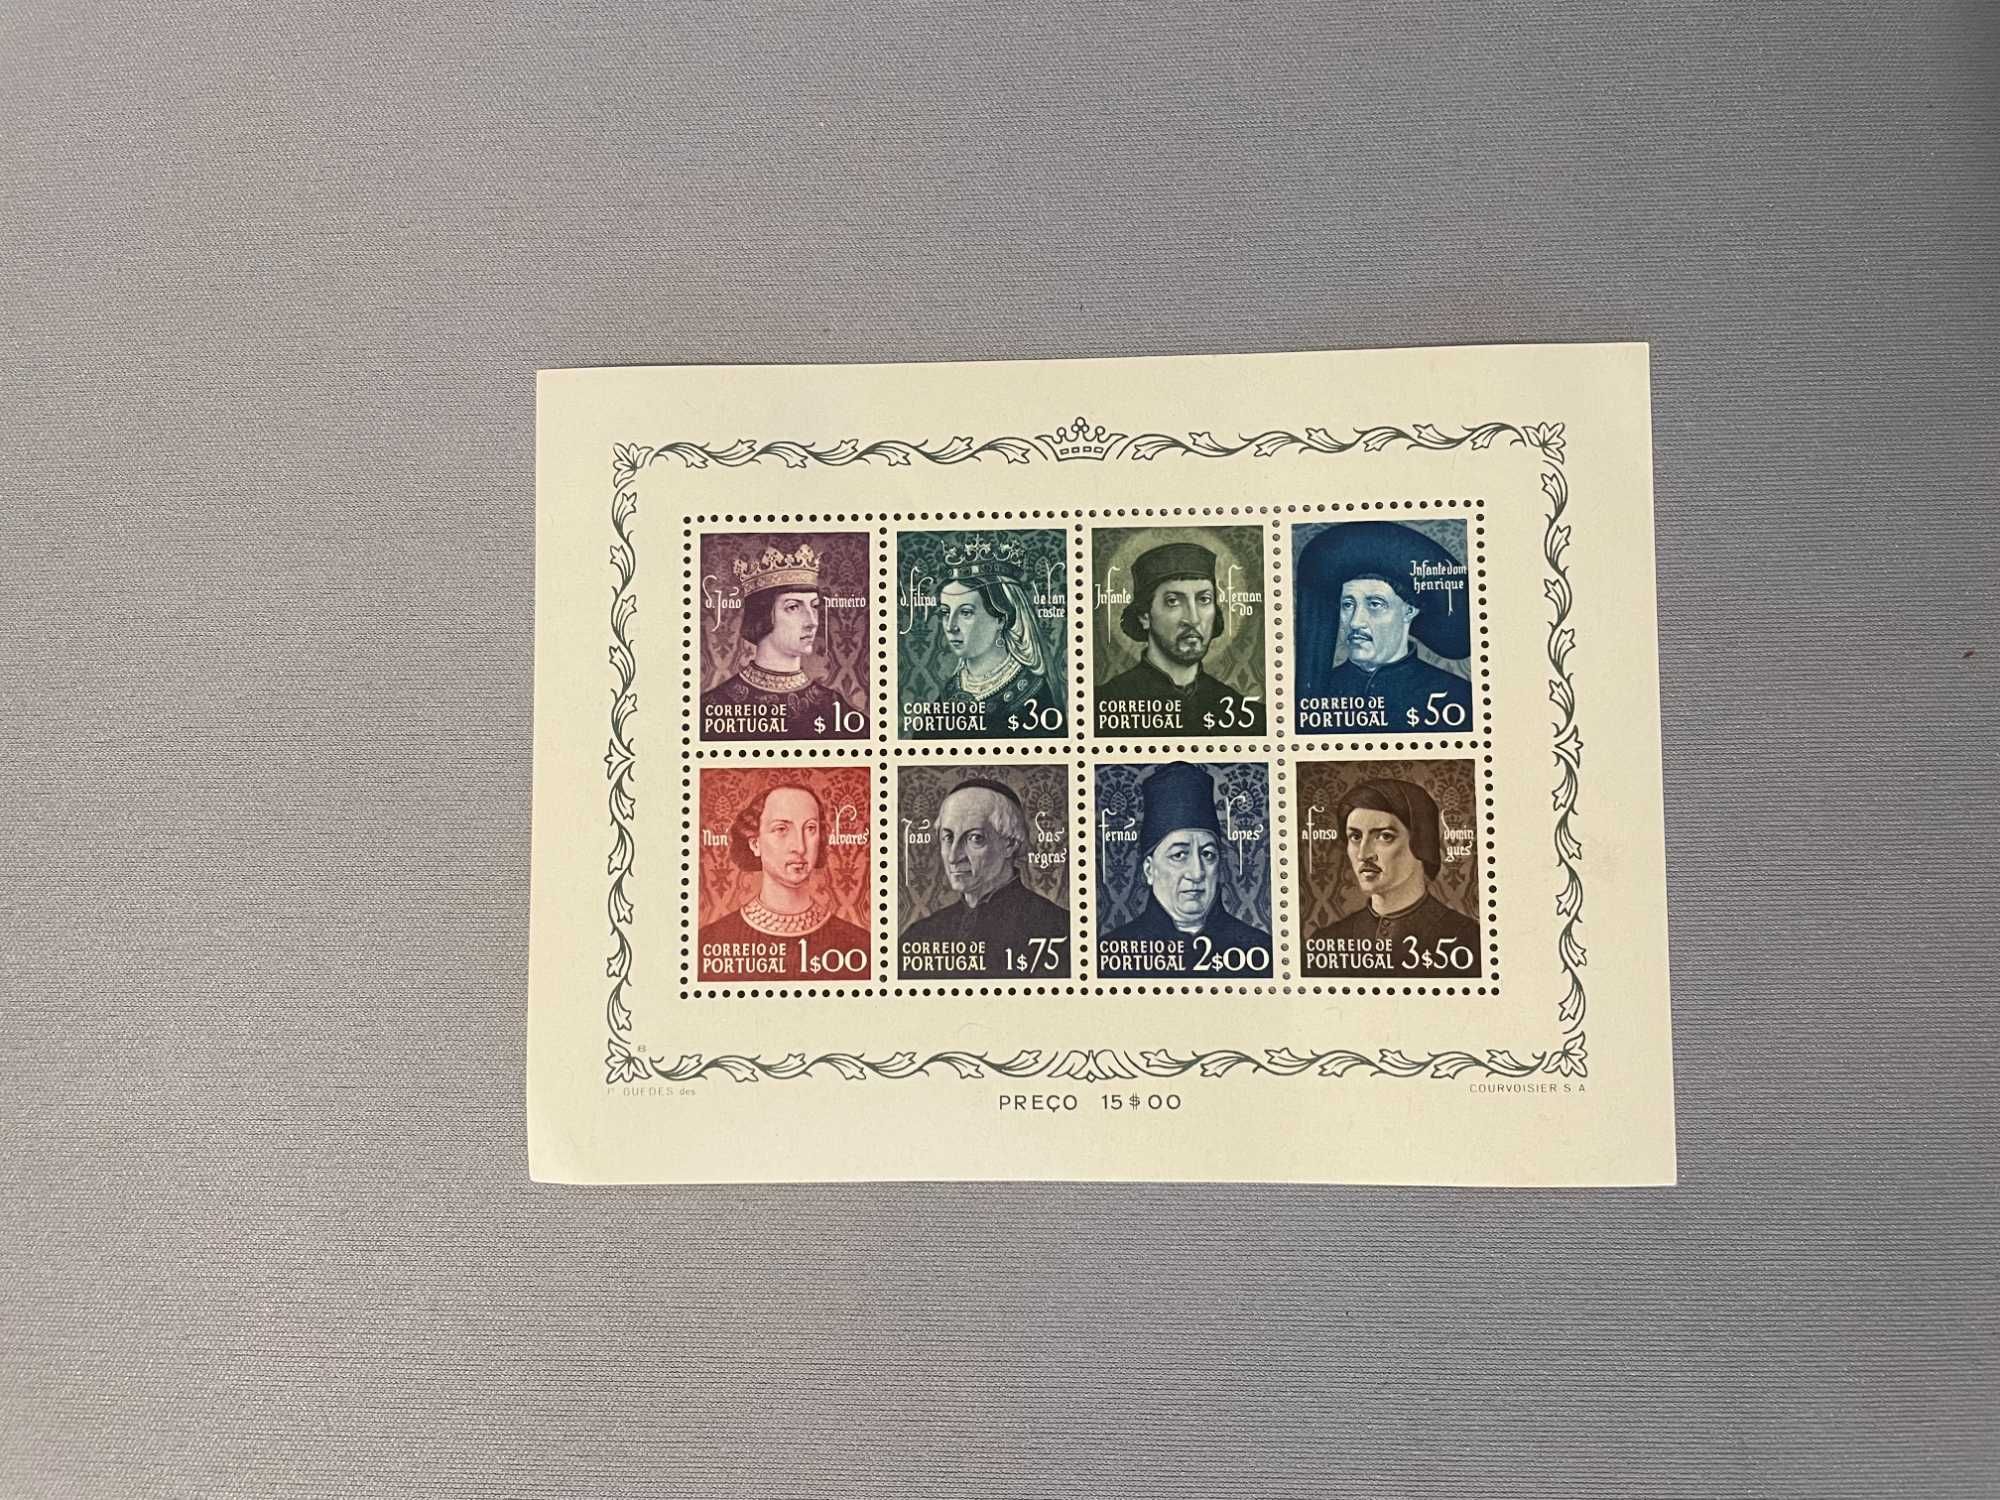 d. João primeiro
CORREIO DE
PORTUGAL $10
d. filipa de lan
castre
CORREIO DE
PORTUGAL $30
Infante d. fernan
do
CORREIO DE
PORTUGAL $35
Infante dom
henrique
CORREIO DE
PORTUGAL $50
Nun alvares
CORREIO DE
PORTUGAL 1$00
João das
regras
CORREIO DE
PORTUGAL 1$75
fernão lopes
CORREIO DE
PORTUGAL 2$00
afonso domin
gues
CORREIO DE
PORTUGAL 3$50
GUEDES des
COURVOISIER S.A
PREÇO 15$00